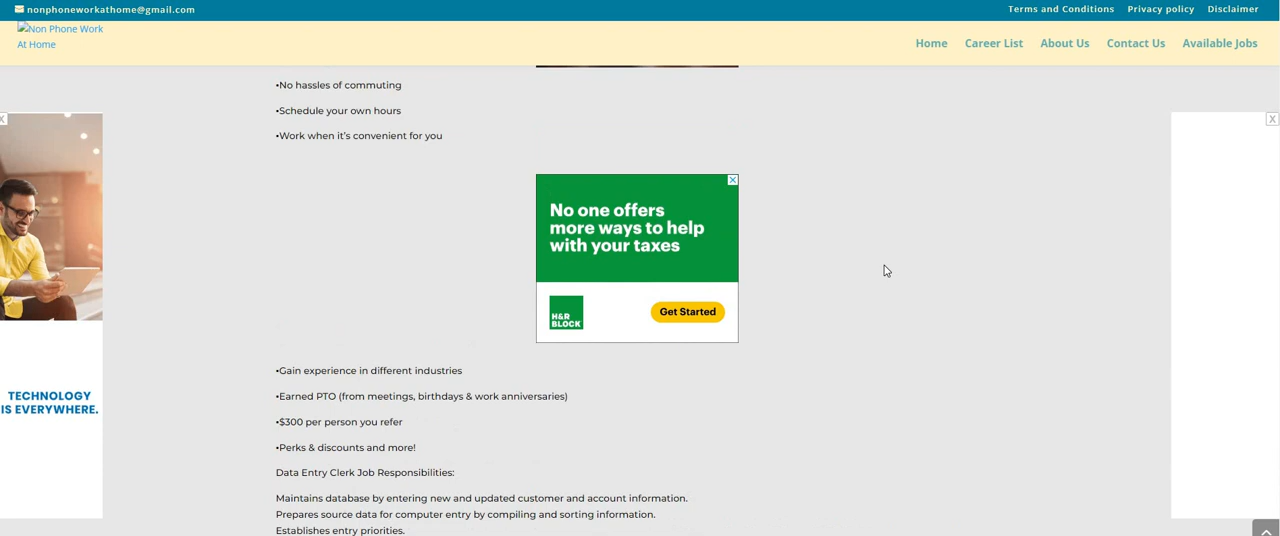 nonphoneworkathome@gmail.com
Terms and Conditions Privacy policy Disclaimer
Non Phone Work
At Home
Home Career List About Us Contact Us Available Jobs
•No hassles of commuting
•Schedule your own hours
•Work when it’s convenient for you
X
X
No one offers
more ways to help
with your taxes
H&R
BLOCK
Get Started
TECHNOLOGY
IS EVERYWHERE.
•Gain experience in different industries
•Earned PTO (from meetings, birthdays & work anniversaries)
•$300 per person you refer
•Perks & discounts and more!
Data Entry Clerk Job Responsibilities:
Maintains database by entering new and updated customer and account information.
Prepares source data for computer entry by compiling and sorting information.
Establishes entry priorities.